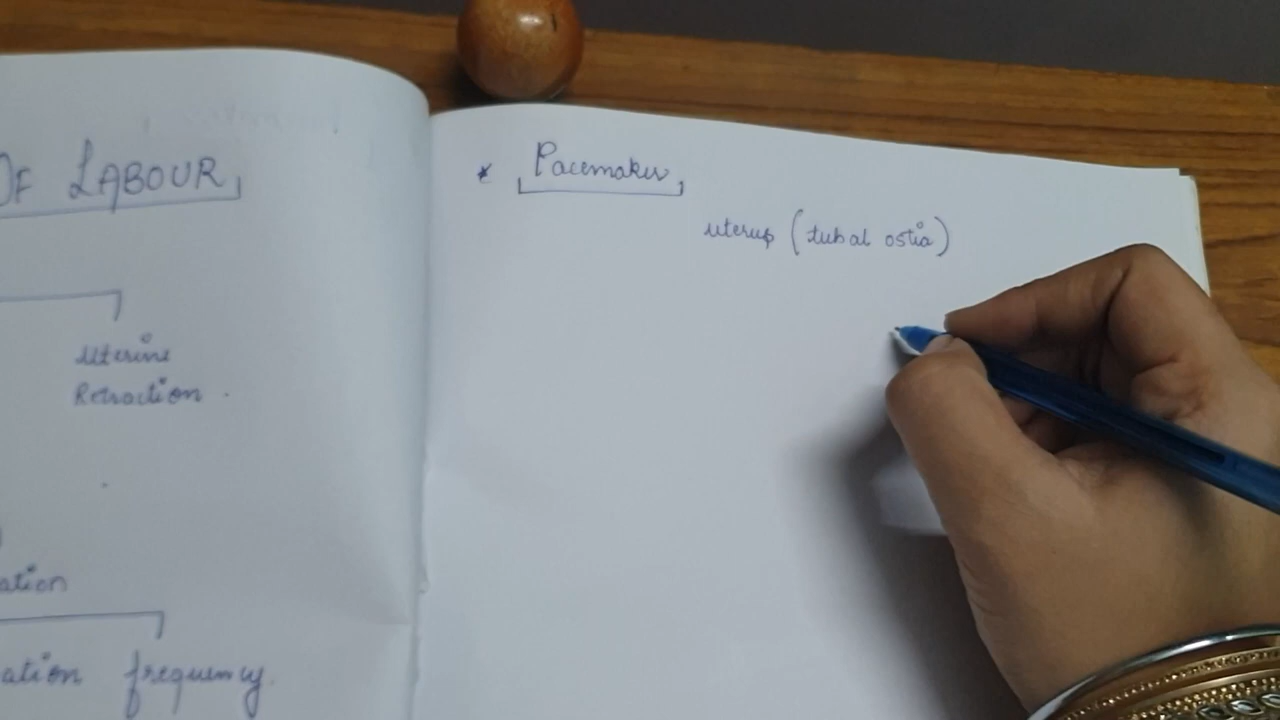 OF LABOUR
uterine
Retraction .
ation
ation frequency.
* Pacemaker
uterus (tubal ostia)